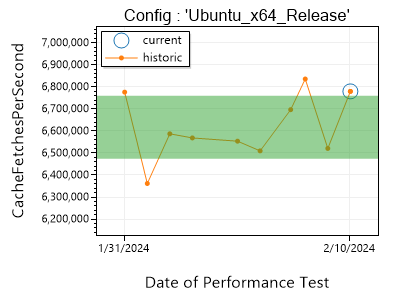 Config : 'Ubuntu_x64_Release'
current
historic
CacheFetchesPerSecond
7,000,000
6,900,000
6,800,000
6,700,000
6,600,000
6,500,000
6,400,000
6,300,000
6,200,000
1/31/2024
2/10/2024
Date of Performance Test